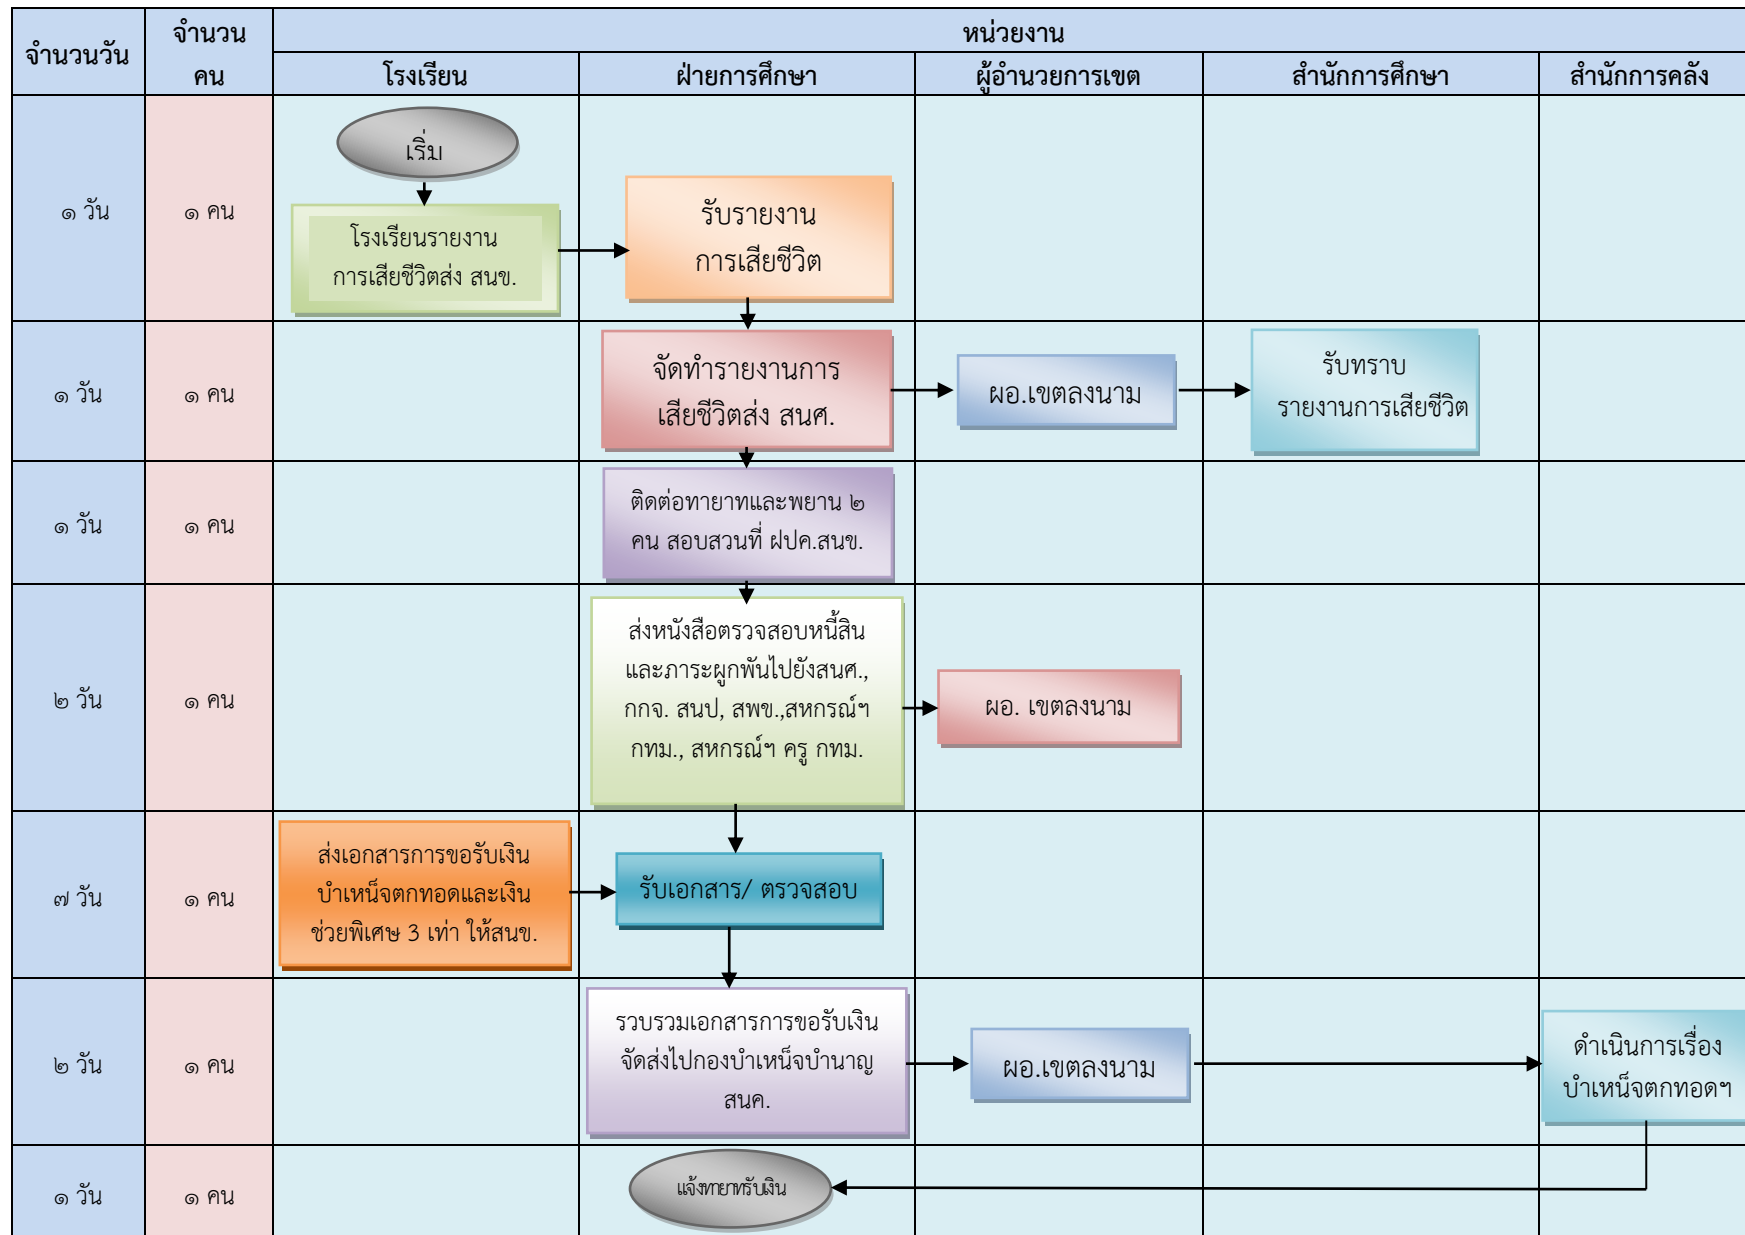 จำนวนวัน
จำนวน
คน
หน่วยงาน
โรงเรียน
ฝ่ายการศึกษา
ผู้อำนวยการเขต
สำนักการศึกษา
สำนักการคลัง
๑ วัน
๑ คน
เริ่ม
โรงเรียนรายงาน
การเสียชีวิตส่ง สนข.
รับรายงาน
การเสียชีวิต
๑ วัน
๑ คน
จัดทำรายงานการ
เสียชีวิตส่ง สนศ.
ผอ.เขตลงนาม
รับทราบ
รายงานการเสียชีวิต
๑ วัน
๑ คน
ติดต่อทายาทและพยาน ๒
คน สอบสวนที่ ฝปค.สนข.
๒ วัน
๑ คน
ส่งหนังสือตรวจสอบหนี้สิน
และภาระผูกพันไปยังสนศ.,
กกจ. สนป, สพข.,สหกรณ์ฯ
กทม., สหกรณ์ฯ ครู กทม.
ผอ. เขตลงนาม
๗ วัน
๑ คน
ส่งเอกสารการขอรับเงิน
บำเหน็จตกทอดและเงิน
ช่วยพิเศษ 3 เท่า ให้สนข.
รับเอกสาร/ ตรวจสอบ
๒ วัน
๑ คน
รวบรวมเอกสารการขอรับเงิน
จัดส่งไปกองบำเหน็จบำนาญ
สนค.
ผอ.เขตลงนาม
ดำเนินการเรื่อง
บำเหน็จตกทอดฯ
๑ วัน
๑ คน
แจ้งทายาทรับเงิน